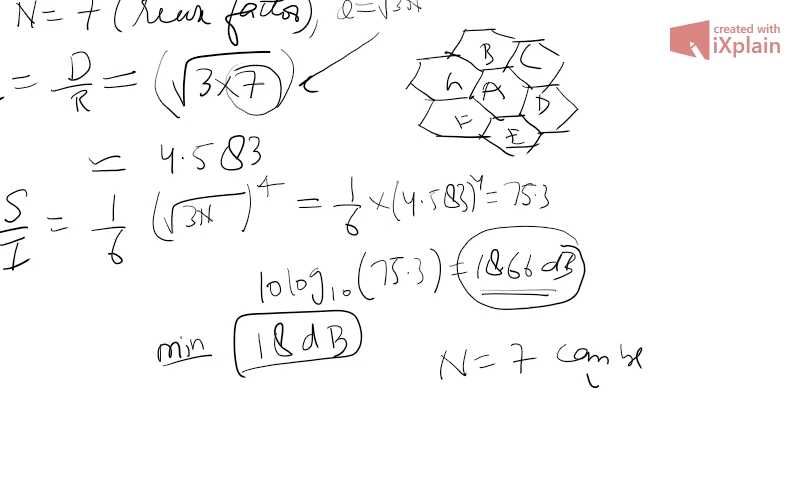 N = 7 (reuse factor), Q = √3N
= D/R = (√3×7)
≃ 4.583
S/I = 1/6 (√3N)^4 = 1/6 × (4.583)^4 = 75.3
10log10 (75.3) = 18.66 dB
min 18 dB
N = 7 can be
B C
G A D
F E
created with
iXplain